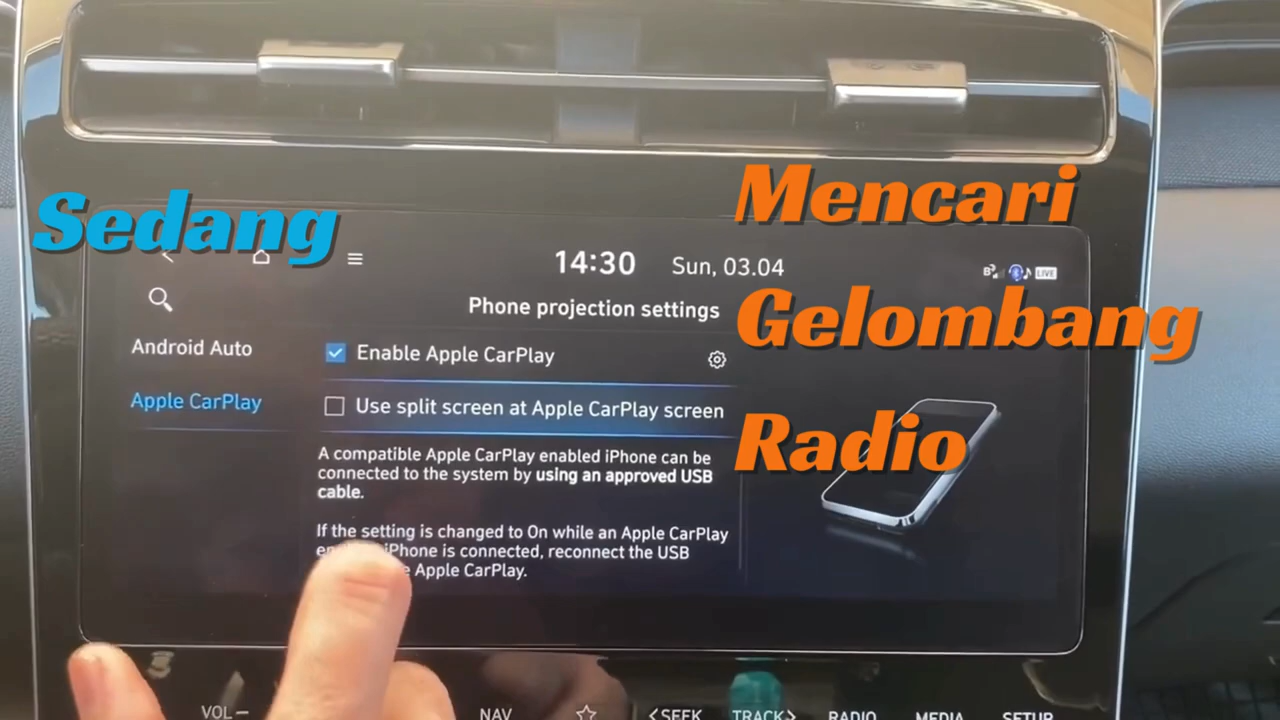 Sedang
Mencari
Gelombang
Radio
14:30 Sun, 03.04
LIVE
Phone projection settings
Android Auto
Apple CarPlay
Enable Apple CarPlay
Use split screen at Apple CarPlay screen
A compatible Apple CarPlay enabled iPhone can be
connected to the system by using an approved USB
cable.
If the setting is changed to On while an Apple CarPlay
iPhone is connected, reconnect the USB
Apple CarPlay.
VOL− NAV <SEEK TRACK> RADIO MEDIA SETUP